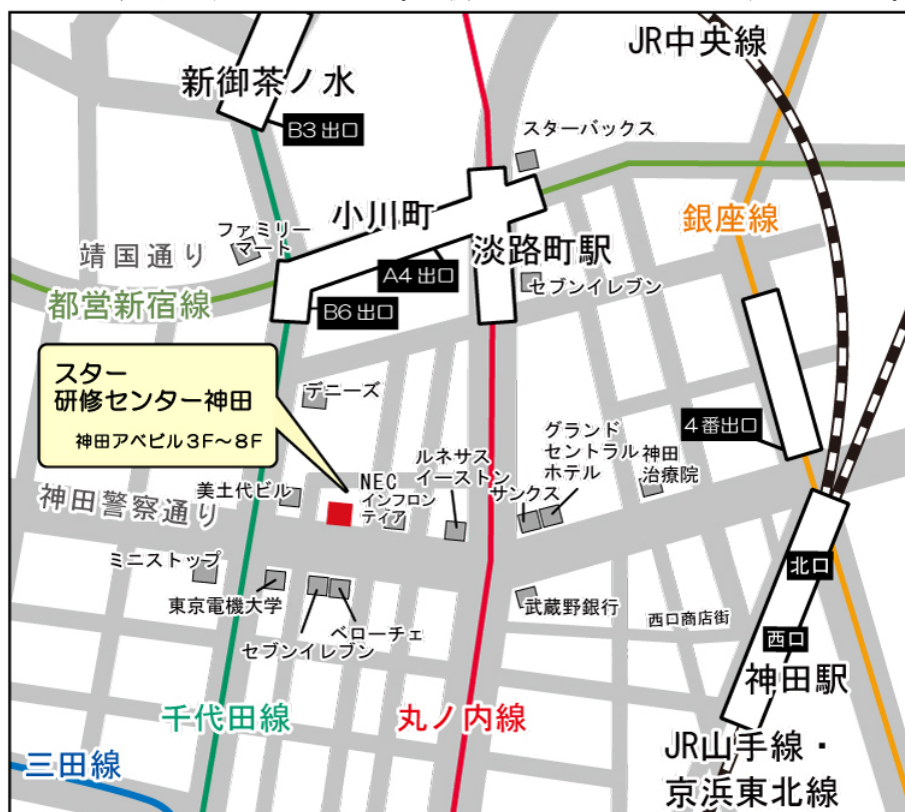 JR中央線
新御茶ノ水
B3出口
スターバックス
小川町
ファミリー
マート
靖国通り
淡路町駅
銀座線
A4出口
セブンイレブン
都営新宿線
B6出口
スター
研修センター神田
神田アベビル3F～8F
デニーズ
4番出口
グランド
セントラル
ホテル
神田
治療院
ルネサス
イーストン
サンクス
NEC
インフロン
ティア
美土代ビル
神田警察通り
ミニストップ
東京電機大学
ベローチェ
セブンイレブン
武蔵野銀行
西口商店街
北口
西口
神田駅
千代田線
丸ノ内線
JR山手線・
京浜東北線
三田線